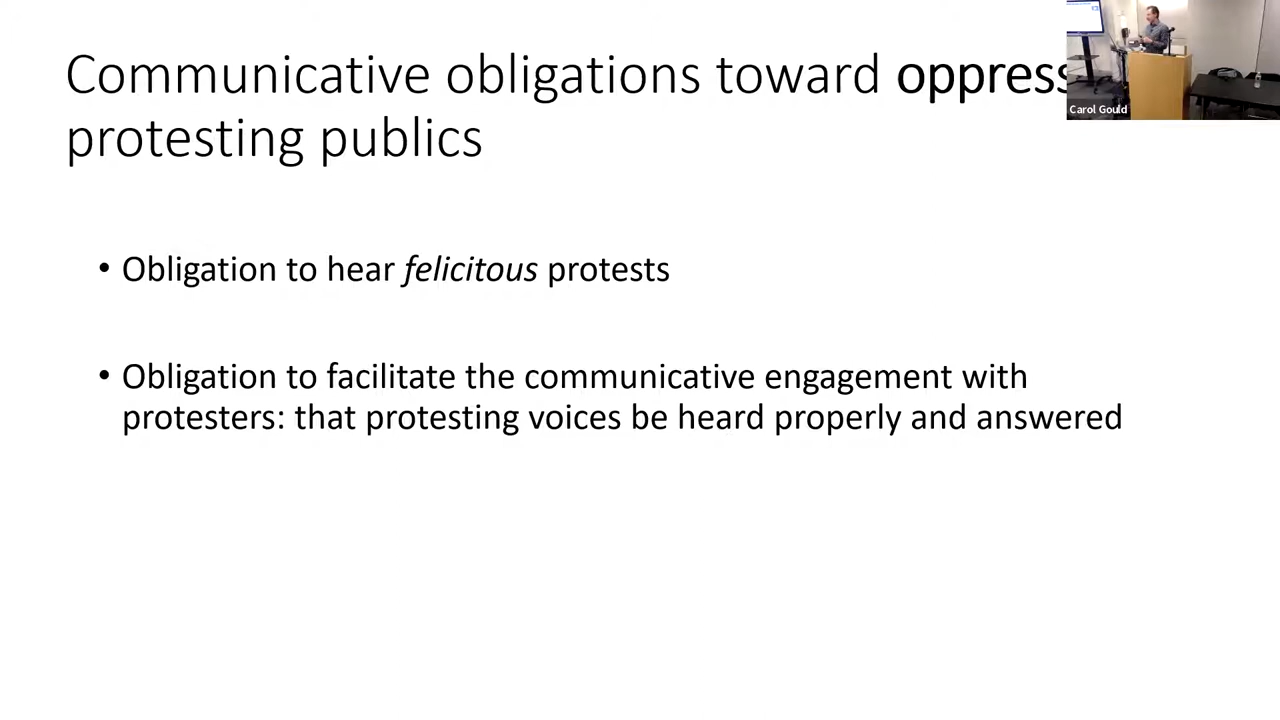 Communicative obligations toward oppress
protesting publics
Carol Gould
• Obligation to hear felicitous protests
• Obligation to facilitate the communicative engagement with
protesters: that protesting voices be heard properly and answered